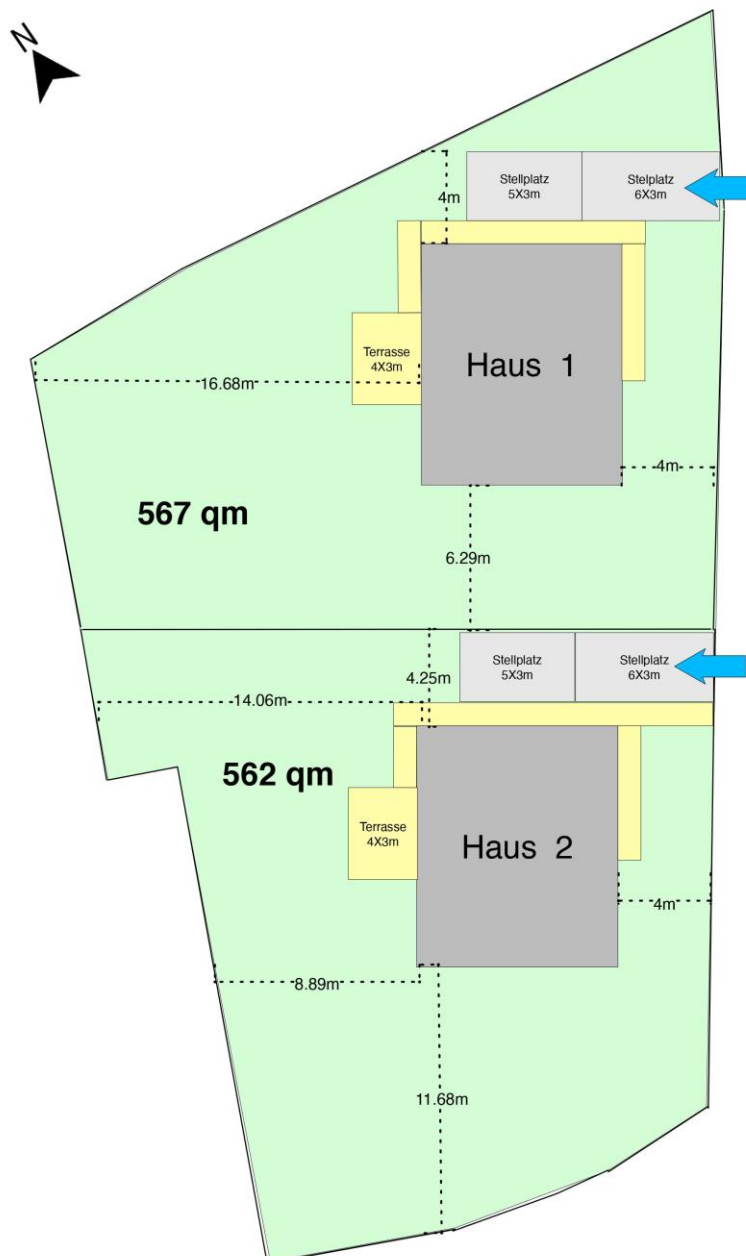 N
Stellplatz
5X3m
Stelplatz
6X3m
4m
Terrasse
4X3m
Haus 1
16.68m
4m
567 qm
6.29m
Stellplatz
5X3m
Stellplatz
6X3m
4.25m
14.06m
562 qm
Terrasse
4X3m
Haus 2
4m
8.89m
11.68m